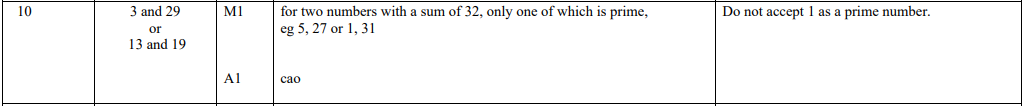 10
3 and 29
or
13 and 19
M1
for two numbers with a sum of 32, only one of which is prime,
eg 5, 27 or 1, 31
Do not accept 1 as a prime number.
A1
cao